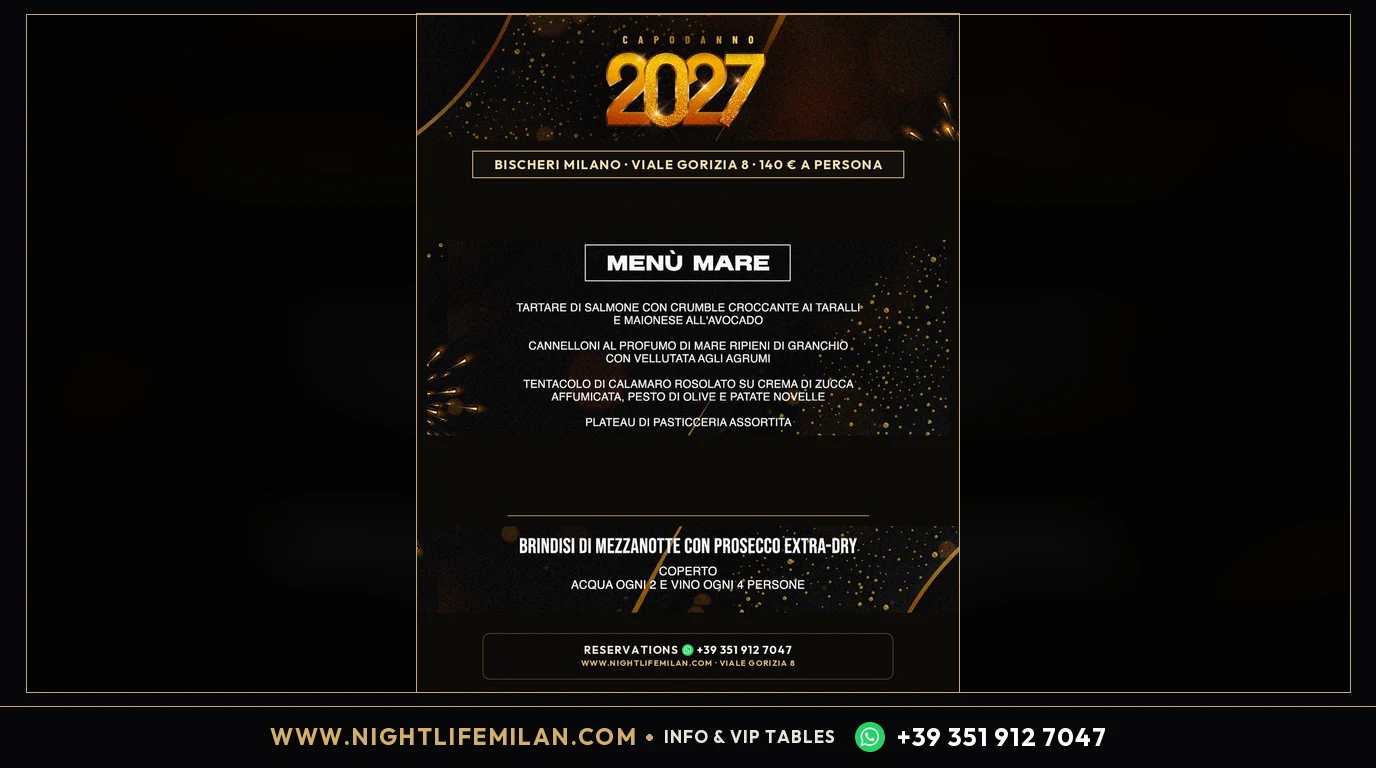 CAPODANNO
2027
BISCHERI MILANO · VIALE GORIZIA 8 · 140 € A PERSONA
MENÙ MARE
TARTARE DI SALMONE CON CRUMBLE CROCCANTE AI TARALLI
E MAIONESE ALL'AVOCADO
CANNELLONI AL PROFUMO DI MARE RIPIENI DI GRANCHIO
CON VELLUTATA AGLI AGRUMI
TENTACOLO DI CALAMARO ROSOLATO SU CREMA DI ZUCCA
AFFUMICATA, PESTO DI OLIVE E PATATE NOVELLE
PLATEAU DI PASTICCERIA ASSORTITA
BRINDISI DI MEZZANOTTE CON PROSECCO EXTRA-DRY
COPERTO
ACQUA OGNI 2 E VINO OGNI 4 PERSONE
RESERVATIONS +39 351 912 7047
WWW.NIGHTLIFEMILAN.COM · VIALE GORIZIA 8
WWW.NIGHTLIFEMILAN.COM • INFO & VIP TABLES +39 351 912 7047